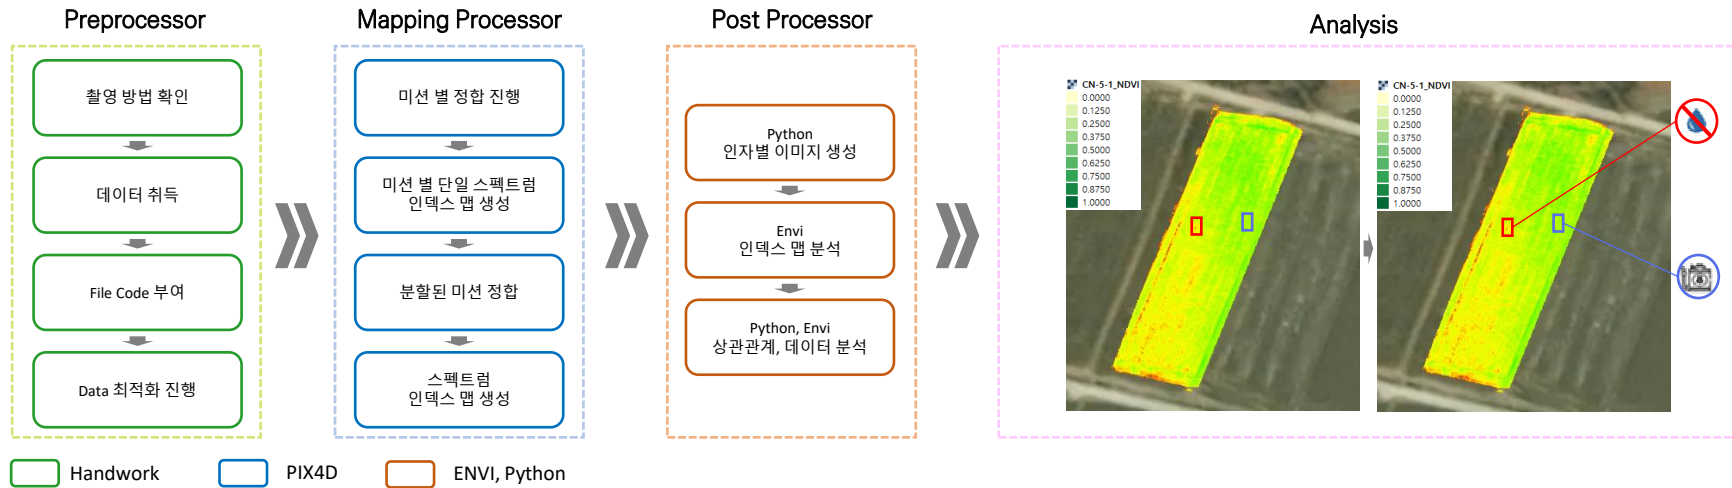 Preprocessor
촬영 방법 확인
데이터 취득
File Code 부여
Data 최적화 진행
Mapping Processor
미션 별 정합 진행
미션 별 단일 스펙트럼
인덱스 맵 생성
분할된 미션 정합
스펙트럼
인덱스 맵 생성
Post Processor
Python
인자별 이미지 생성
Envi
인덱스 맵 분석
Python, Envi
상관관계, 데이터 분석
Analysis
CN-5-1_NDVI
0.0000
0.1250
0.2500
0.3750
0.5000
0.6250
0.7500
0.8750
1.0000
CN-5-1_NDVI
0.0000
0.1250
0.2500
0.3750
0.5000
0.6250
0.7500
0.8750
1.0000
Handwork
PIX4D
ENVI, Python